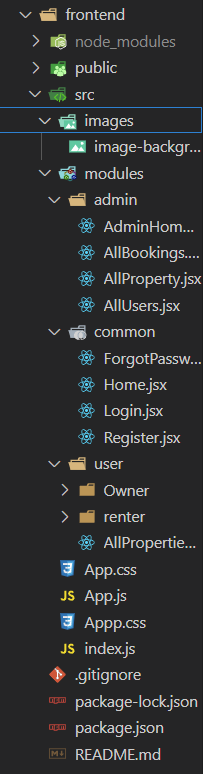 frontend
node_modules
public
src
images
image-backgr...
modules
admin
AdminHom...
AllBookings....
AllProperty.jsx
AllUsers.jsx
common
ForgotPassw...
Home.jsx
Login.jsx
Register.jsx
user
Owner
renter
AllPropertie...
App.css
JS App.js
Appp.css
JS index.js
.gitignore
package-lock.json
package.json
README.md